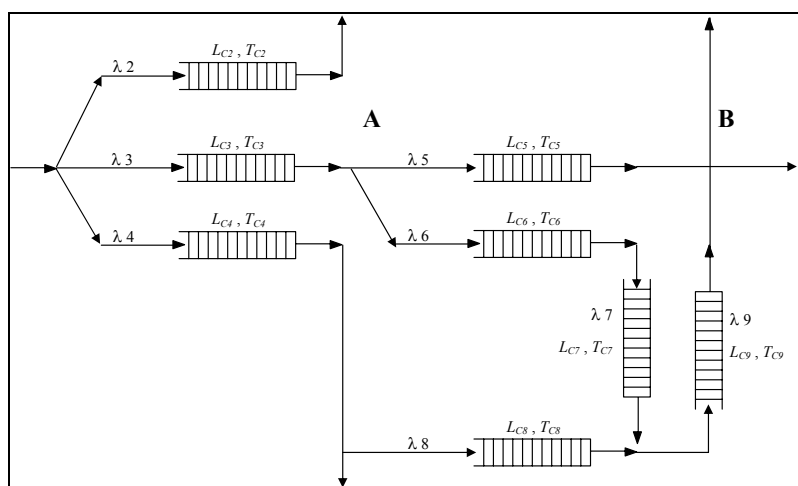 λ 2
L_C2 , T_C2
A
B
λ 3
L_C3 , T_C3
λ 5
L_C5 , T_C5
λ 4
L_C4 , T_C4
λ 6
L_C6 , T_C6
λ 7
L_C7 , T_C7
λ 9
L_C9 , T_C9
λ 8
L_C8 , T_C8